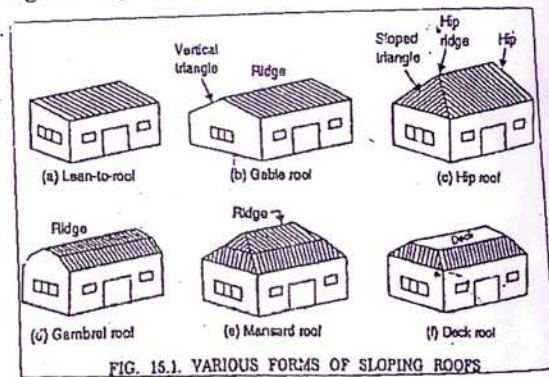 Vertical
triangle
Ridge
Sloped
triangle
Hip
ridge
Hip
(a) Lean-to-roof
(b) Gable roof
(c) Hip roof
Ridge
Ridge
Deck
(d) Gambrel roof
(e) Mansard roof
(f) Deck roof
FIG. 15.1. VARIOUS FORMS OF SLOPING ROOFS